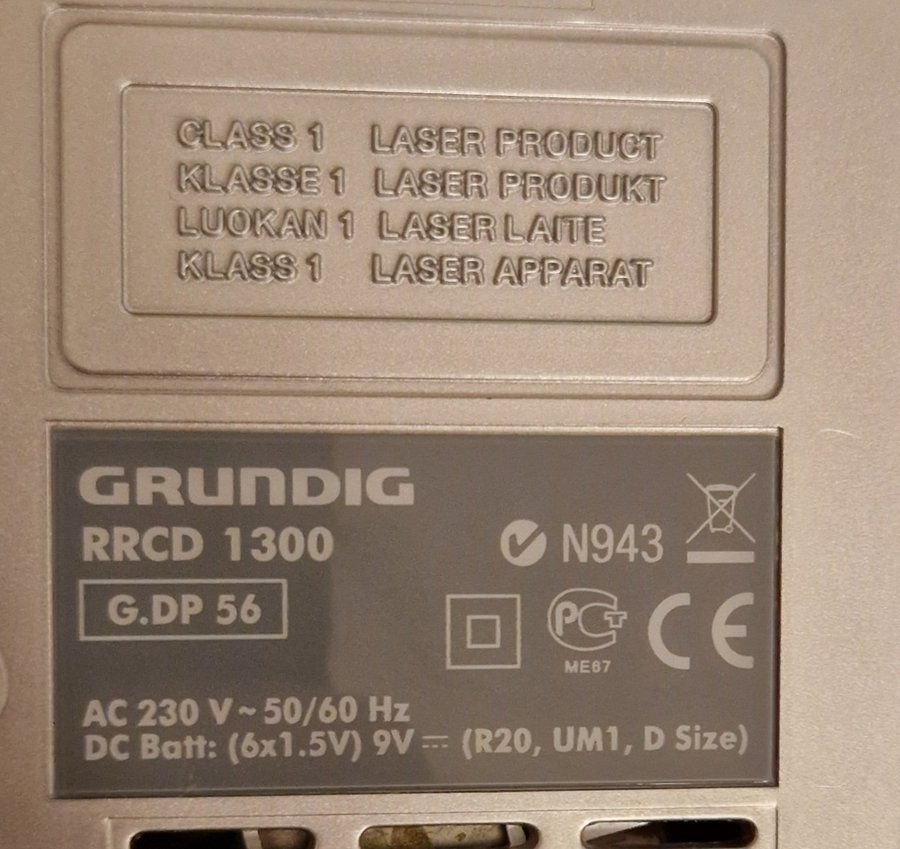 CLASS 1 LASER PRODUCT
KLASSE 1 LASER PRODUKT
LUOKAN 1 LASER LAITE
KLASS 1 LASER APPARAT
GRUNDIG
RRCD 1300
N943
G.DP 56
PCT
ME67
CE
AC 230 V ~ 50/60 Hz
DC Batt: (6x1.5V) 9V ⎓ (R20, UM1, D Size)